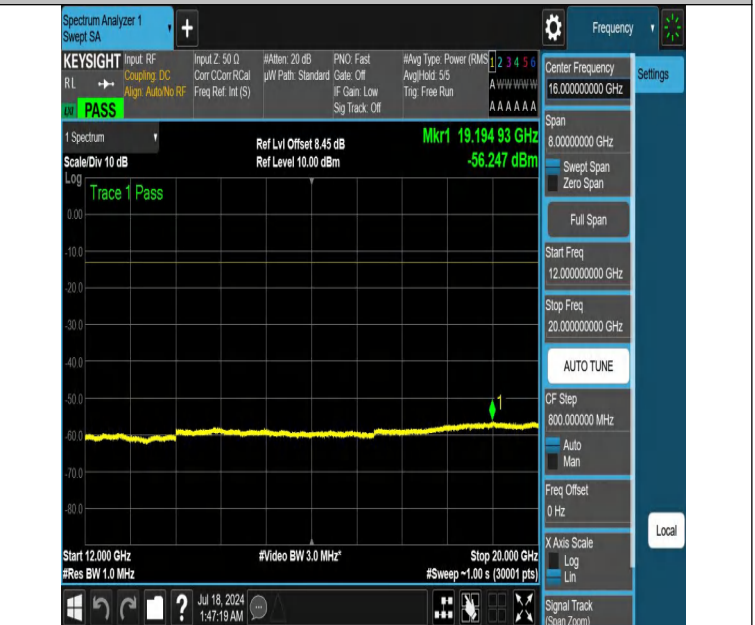 Spectrum Analyzer 1
Swept SA
+
Frequency
KEYSIGHT
RL
PASS
Input: RF
Coupling: DC
Align: Auto/No RF
Input Z: 50 Ω
Corr CCorr RCal
Freq Ref: Int (S)
#Atten: 20 dB
µW Path: Standard
PNO: Fast
Gate: Off
IF Gain: Low
Sig Track: Off
#Avg Type: Power (RMS
Avg|Hold: 5/5
Trig: Free Run
1 2 3 4 5 6
A W W W W W
A A A A A A
1 Spectrum
Scale/Div 10 dB
Ref Lvl Offset 8.45 dB
Ref Level 10.00 dBm
Mkr1 19.194 93 GHz
-56.247 dBm
Log
Trace 1 Pass
0.00
-10.0
-20.0
-30.0
-40.0
-50.0
-60.0
-70.0
-80.0
1
Start 12.000 GHz
#Res BW 1.0 MHz
#Video BW 3.0 MHz*
Stop 20.000 GHz
#Sweep ~1.00 s (30001 pts)
?
Jul 18, 2024
1:47:19 AM
Center Frequency
16.000000000 GHz
Settings
Span
8.00000000 GHz
Swept Span
Zero Span
Full Span
Start Freq
12.000000000 GHz
Stop Freq
20.000000000 GHz
AUTO TUNE
CF Step
800.000000 MHz
Auto
Man
Freq Offset
0 Hz
X Axis Scale
Log
Lin
Local
Signal Track
(Span Zoom)